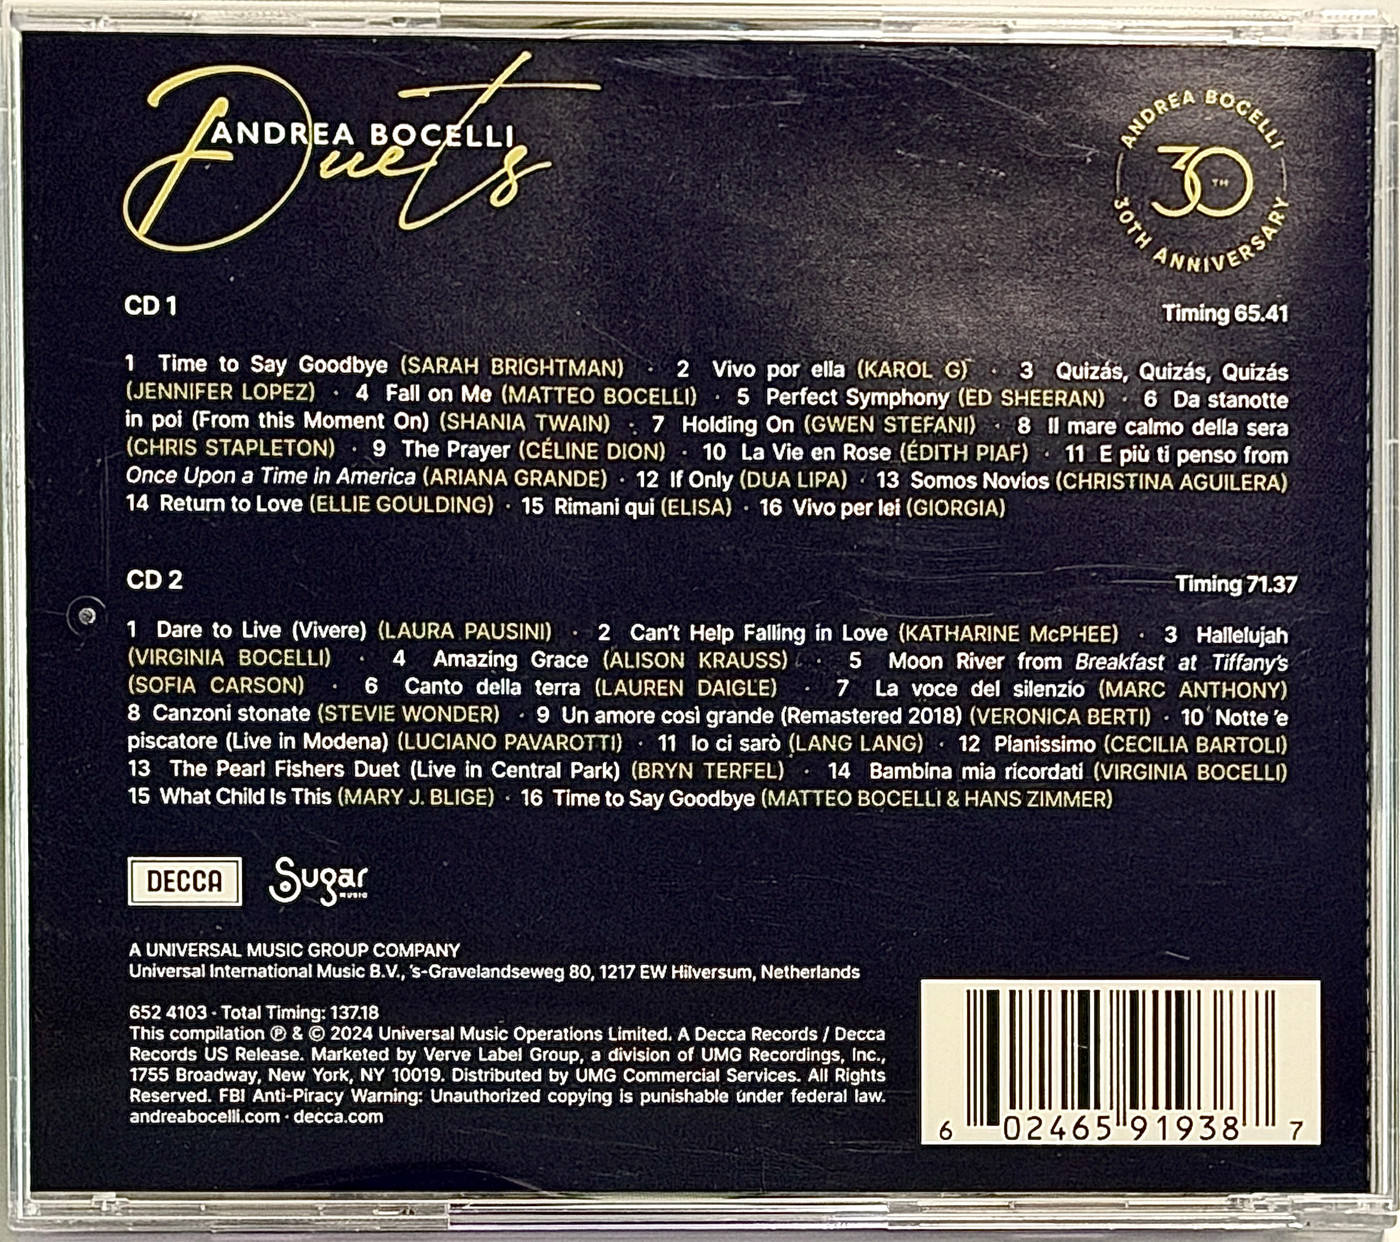 ANDREA BOCELLI
Duets
ANDREA BOCELLI
30TH
30TH ANNIVERSARY
CD 1
Timing 65.41
1 Time to Say Goodbye (SARAH BRIGHTMAN) · 2 Vivo por ella (KAROL G) · 3 Quizás, Quizás, Quizás
(JENNIFER LOPEZ) · 4 Fall on Me (MATTEO BOCELLI) · 5 Perfect Symphony (ED SHEERAN) · 6 Da stanotte
in poi (From this Moment On) (SHANIA TWAIN) · 7 Holding On (GWEN STEFANI) · 8 Il mare calmo della sera
(CHRIS STAPLETON) · 9 The Prayer (CÉLINE DION) · 10 La Vie en Rose (ÉDITH PIAF) · 11 E più ti penso from
Once Upon a Time in America (ARIANA GRANDE) · 12 If Only (DUA LIPA) · 13 Somos Novios (CHRISTINA AGUILERA)
14 Return to Love (ELLIE GOULDING) · 15 Rimani qui (ELISA) · 16 Vivo per lei (GIORGIA)
CD 2
Timing 71.37
1 Dare to Live (Vivere) (LAURA PAUSINI) · 2 Can't Help Falling in Love (KATHARINE McPHEE) · 3 Hallelujah
(VIRGINIA BOCELLI) · 4 Amazing Grace (ALISON KRAUSS) · 5 Moon River from Breakfast at Tiffany's
(SOFIA CARSON) · 6 Canto della terra (LAUREN DAIGLE) · 7 La voce del silenzio (MARC ANTHONY)
8 Canzoni stonate (STEVIE WONDER) · 9 Un amore così grande (Remastered 2018) (VERONICA BERTI) · 10 Notte 'e
piscatore (Live in Modena) (LUCIANO PAVAROTTI) · 11 Io ci sarò (LANG LANG) · 12 Pianissimo (CECILIA BARTOLI)
13 The Pearl Fishers Duet (Live in Central Park) (BRYN TERFEL) · 14 Bambina mia ricordati (VIRGINIA BOCELLI)
15 What Child Is This (MARY J. BLIGE) · 16 Time to Say Goodbye (MATTEO BOCELLI & HANS ZIMMER)
DECCA
Sugar
MUSIC
A UNIVERSAL MUSIC GROUP COMPANY
Universal International Music B.V., 's-Gravelandseweg 80, 1217 EW Hilversum, Netherlands
652 4103 · Total Timing: 137.18
This compilation ℗ & © 2024 Universal Music Operations Limited. A Decca Records / Decca
Records US Release. Marketed by Verve Label Group, a division of UMG Recordings, Inc.,
1755 Broadway, New York, NY 10019. Distributed by UMG Commercial Services. All Rights
Reserved. FBI Anti-Piracy Warning: Unauthorized copying is punishable under federal law.
andreabocelli.com · decca.com
6 02465 91938 7